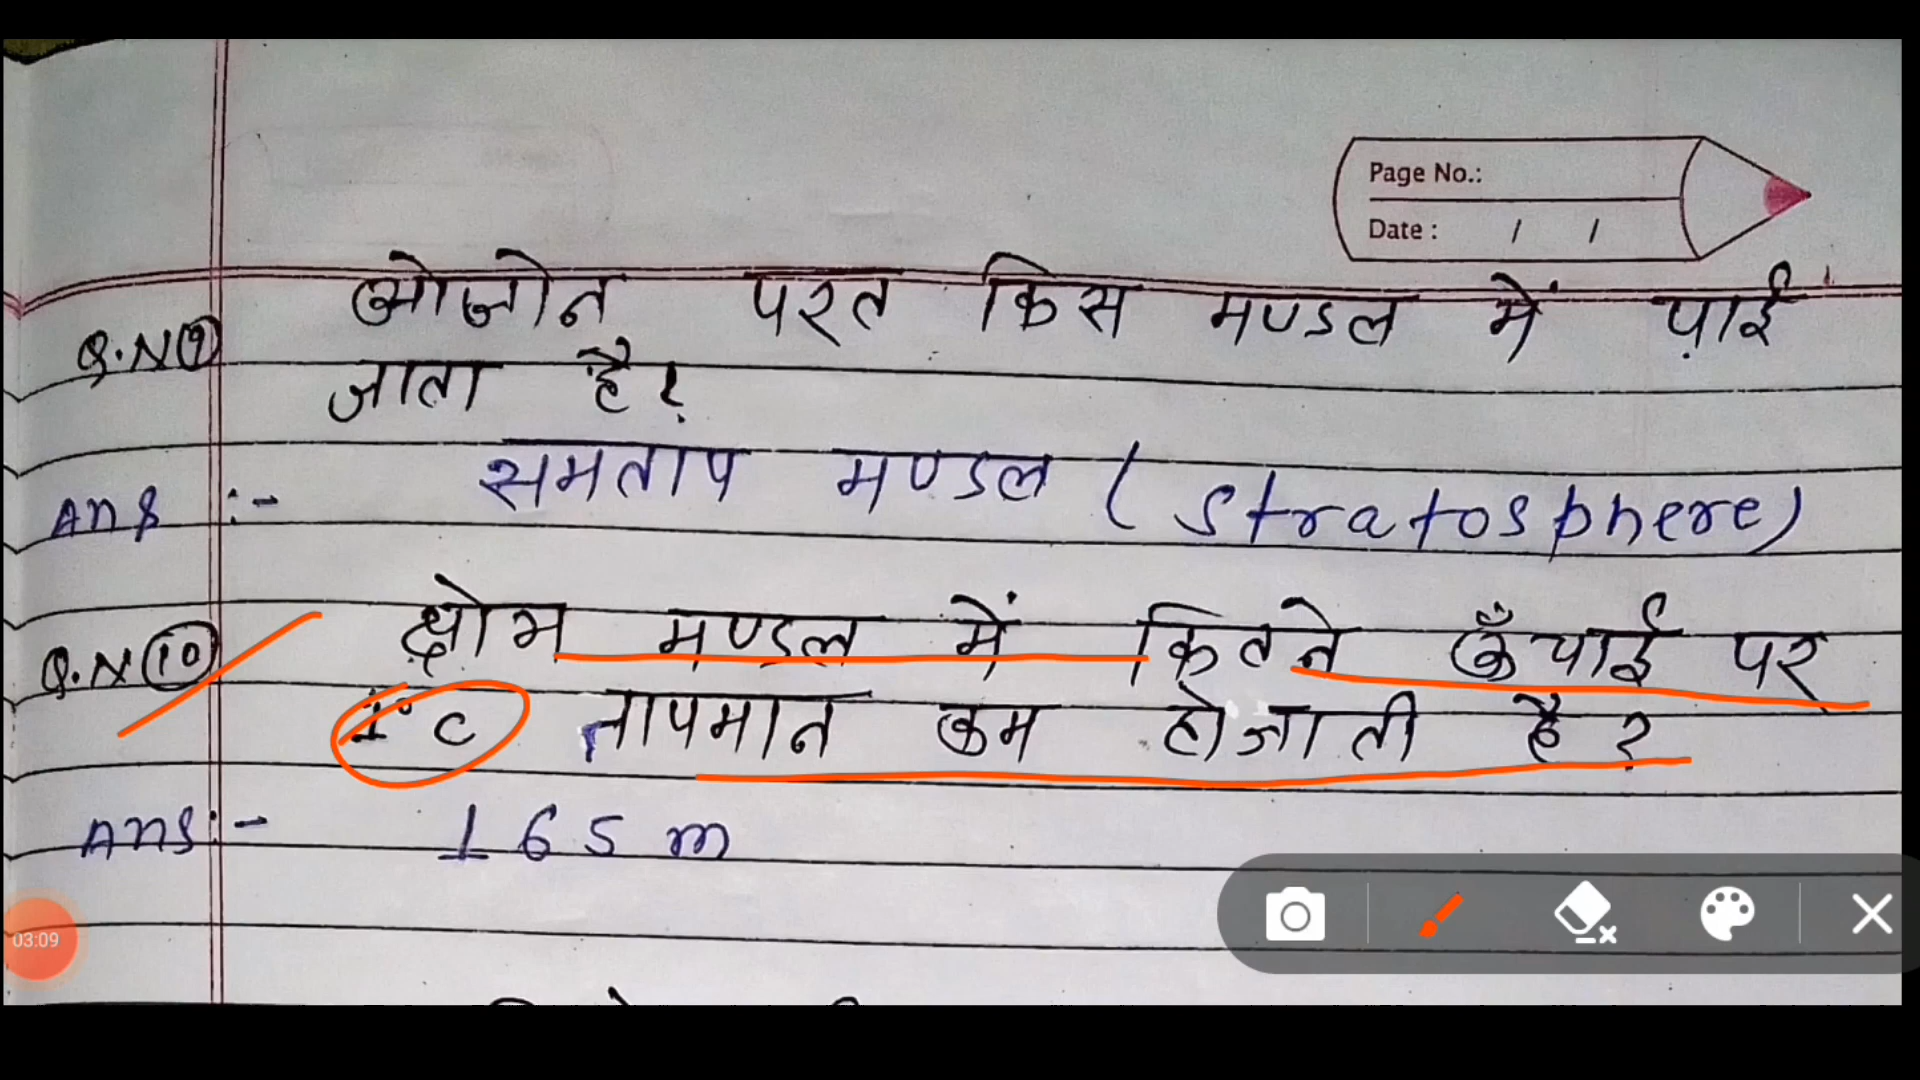 Page No.:
Date : / /
Q.N 9 ओजोन परत किस मण्डल में पाई
जाता है?
Ans :- समताप मण्डल (Stratosphere)
Q.N 10 क्षोभ मण्डल में कितने ऊँचाई पर
1°C तापमान कम होजाती है?
Ans :- 165 m
03:09